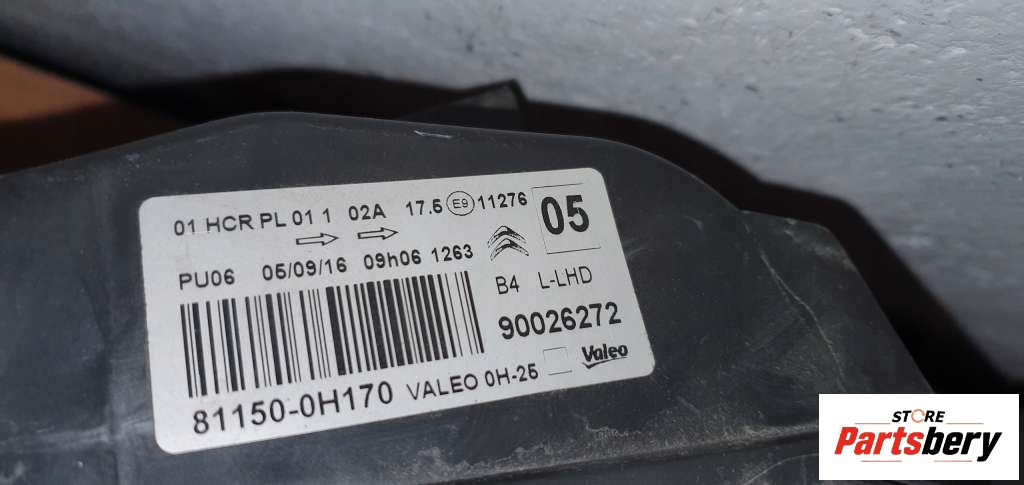 01 HCR PL 01 1 02A 17.5 E9 11276 05
PU06 05/09/16 09h06 1263
B4 L-LHD
90026272
81150-0H170 VALEO 0H-25 Valeo
STORE
Partsbery